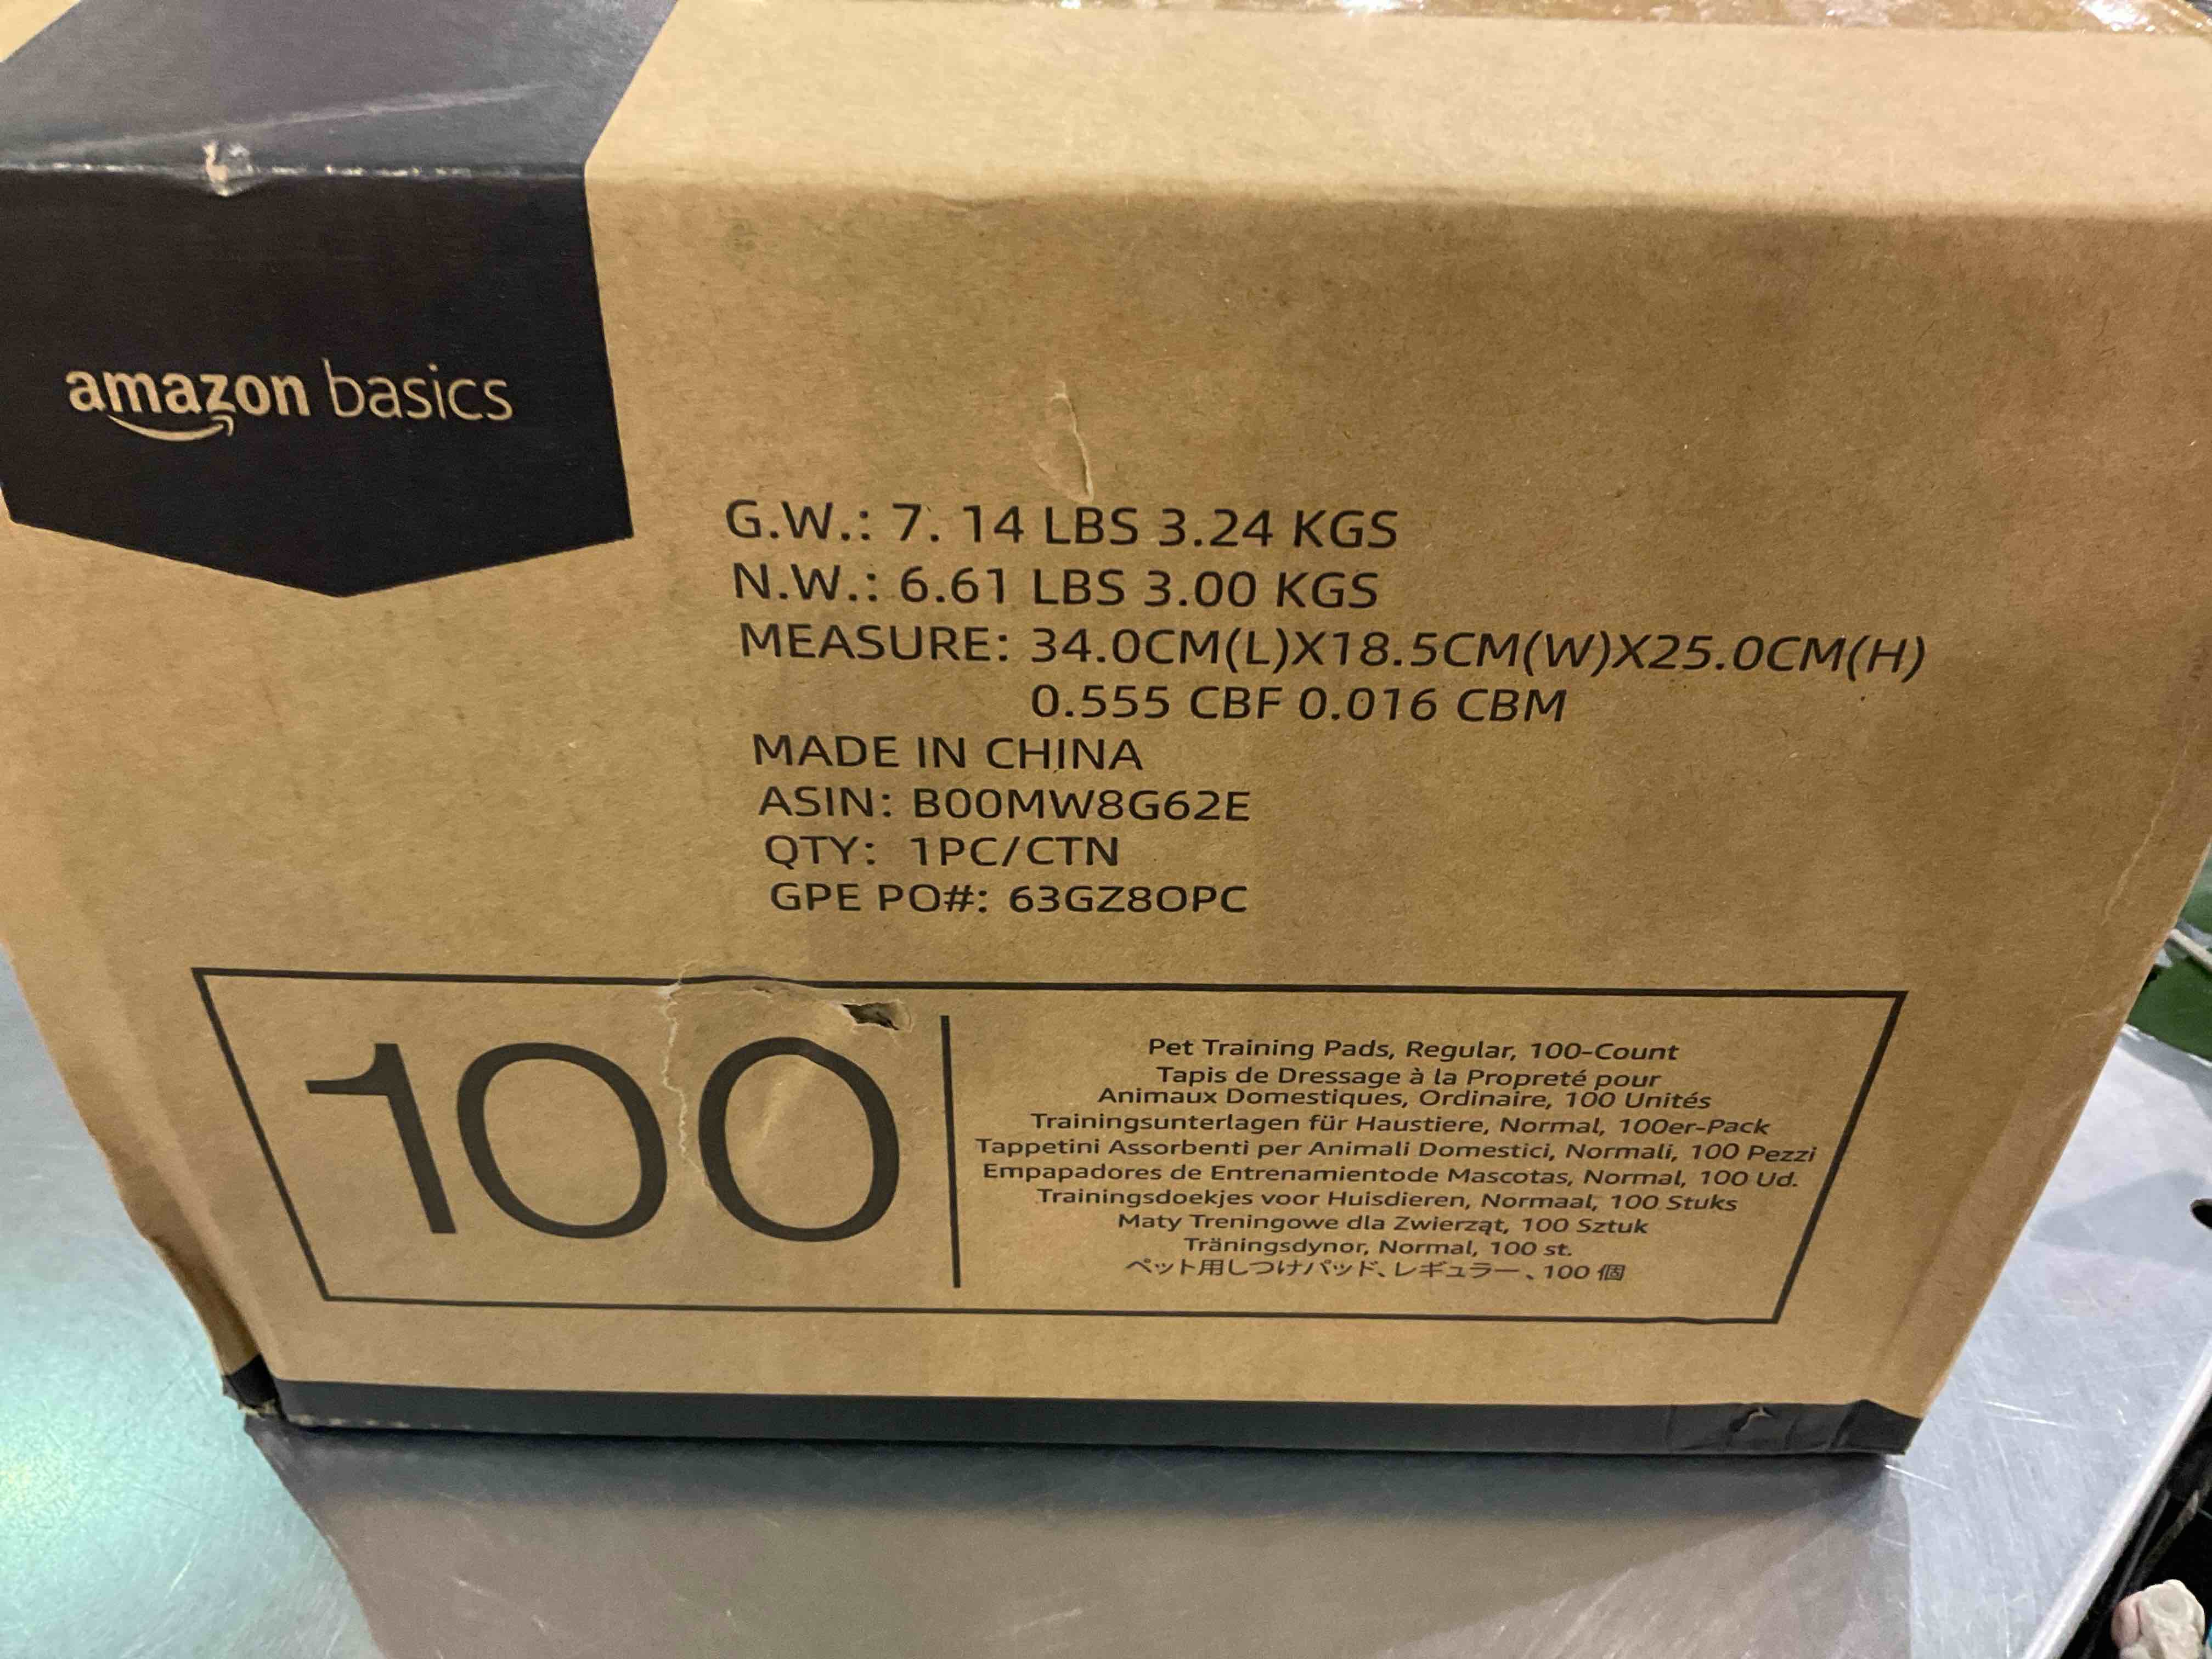 amazon basics
G.W.: 7. 14 LBS 3.24 KGS
N.W.: 6.61 LBS 3.00 KGS
MEASURE: 34.0CM(L)X18.5CM(W)X25.0CM(H)
0.555 CBF 0.016 CBM
MADE IN CHINA
ASIN: B00MW8G62E
QTY: 1PC/CTN
GPE PO#: 63GZ8OPC
100
Pet Training Pads, Regular, 100-Count
Tapis de Dressage à la Propreté pour
Animaux Domestiques, Ordinaire, 100 Unités
Trainingsunterlagen für Haustiere, Normal, 100er-Pack
Tappetini Assorbenti per Animali Domestici, Normali, 100 Pezzi
Empapadores de Entrenamientode Mascotas, Normal, 100 Ud.
Trainingsdoekjes voor Huisdieren, Normaal, 100 Stuks
Maty Treningowe dla Zwierząt, 100 Sztuk
Träningsdynor, Normal, 100 st.
ペット用しつけパッド、レギュラー、100 個